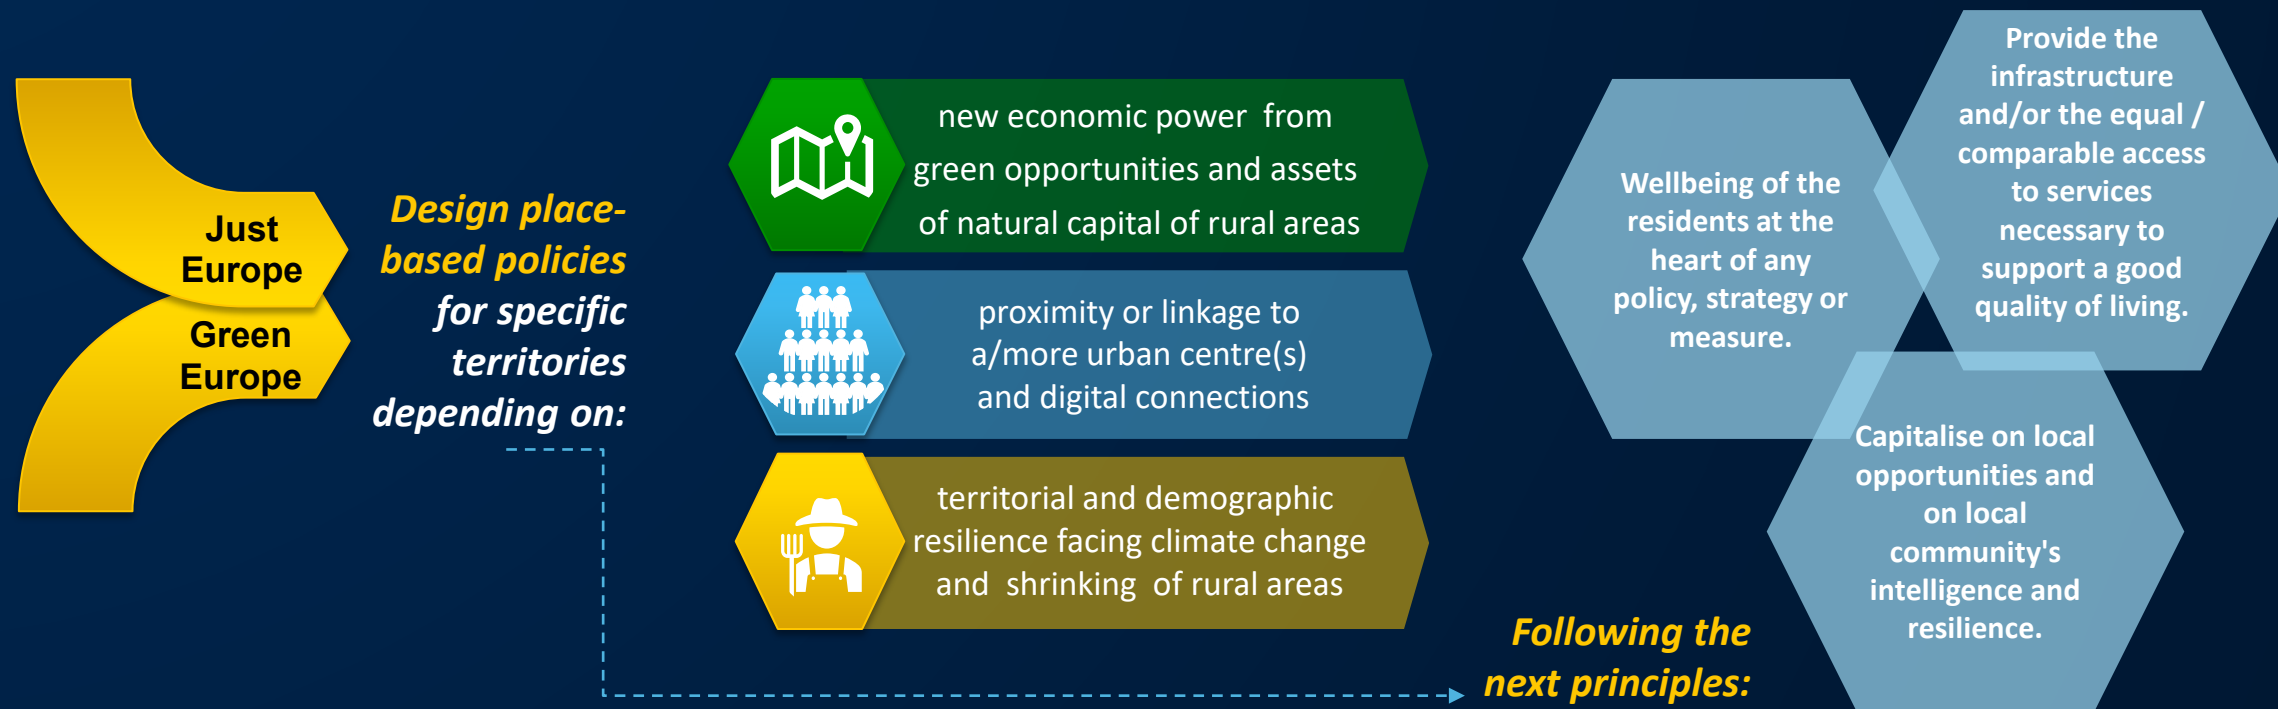 Just
Europe
Green
Europe
Design place-
based policies
for specific
territories
depending on:
new economic power from
green opportunities and assets
of natural capital of rural areas
proximity or linkage to
a/more urban centre(s)
and digital connections
territorial and demographic
resilience facing climate change
and shrinking of rural areas
Following the
next principles:
Wellbeing of the
residents at the
heart of any
policy, strategy or
measure.
Provide the
infrastructure
and/or the equal /
comparable access
to services
necessary to
support a good
quality of living.
Capitalise on local
opportunities and
on local
community's
intelligence and
resilience.